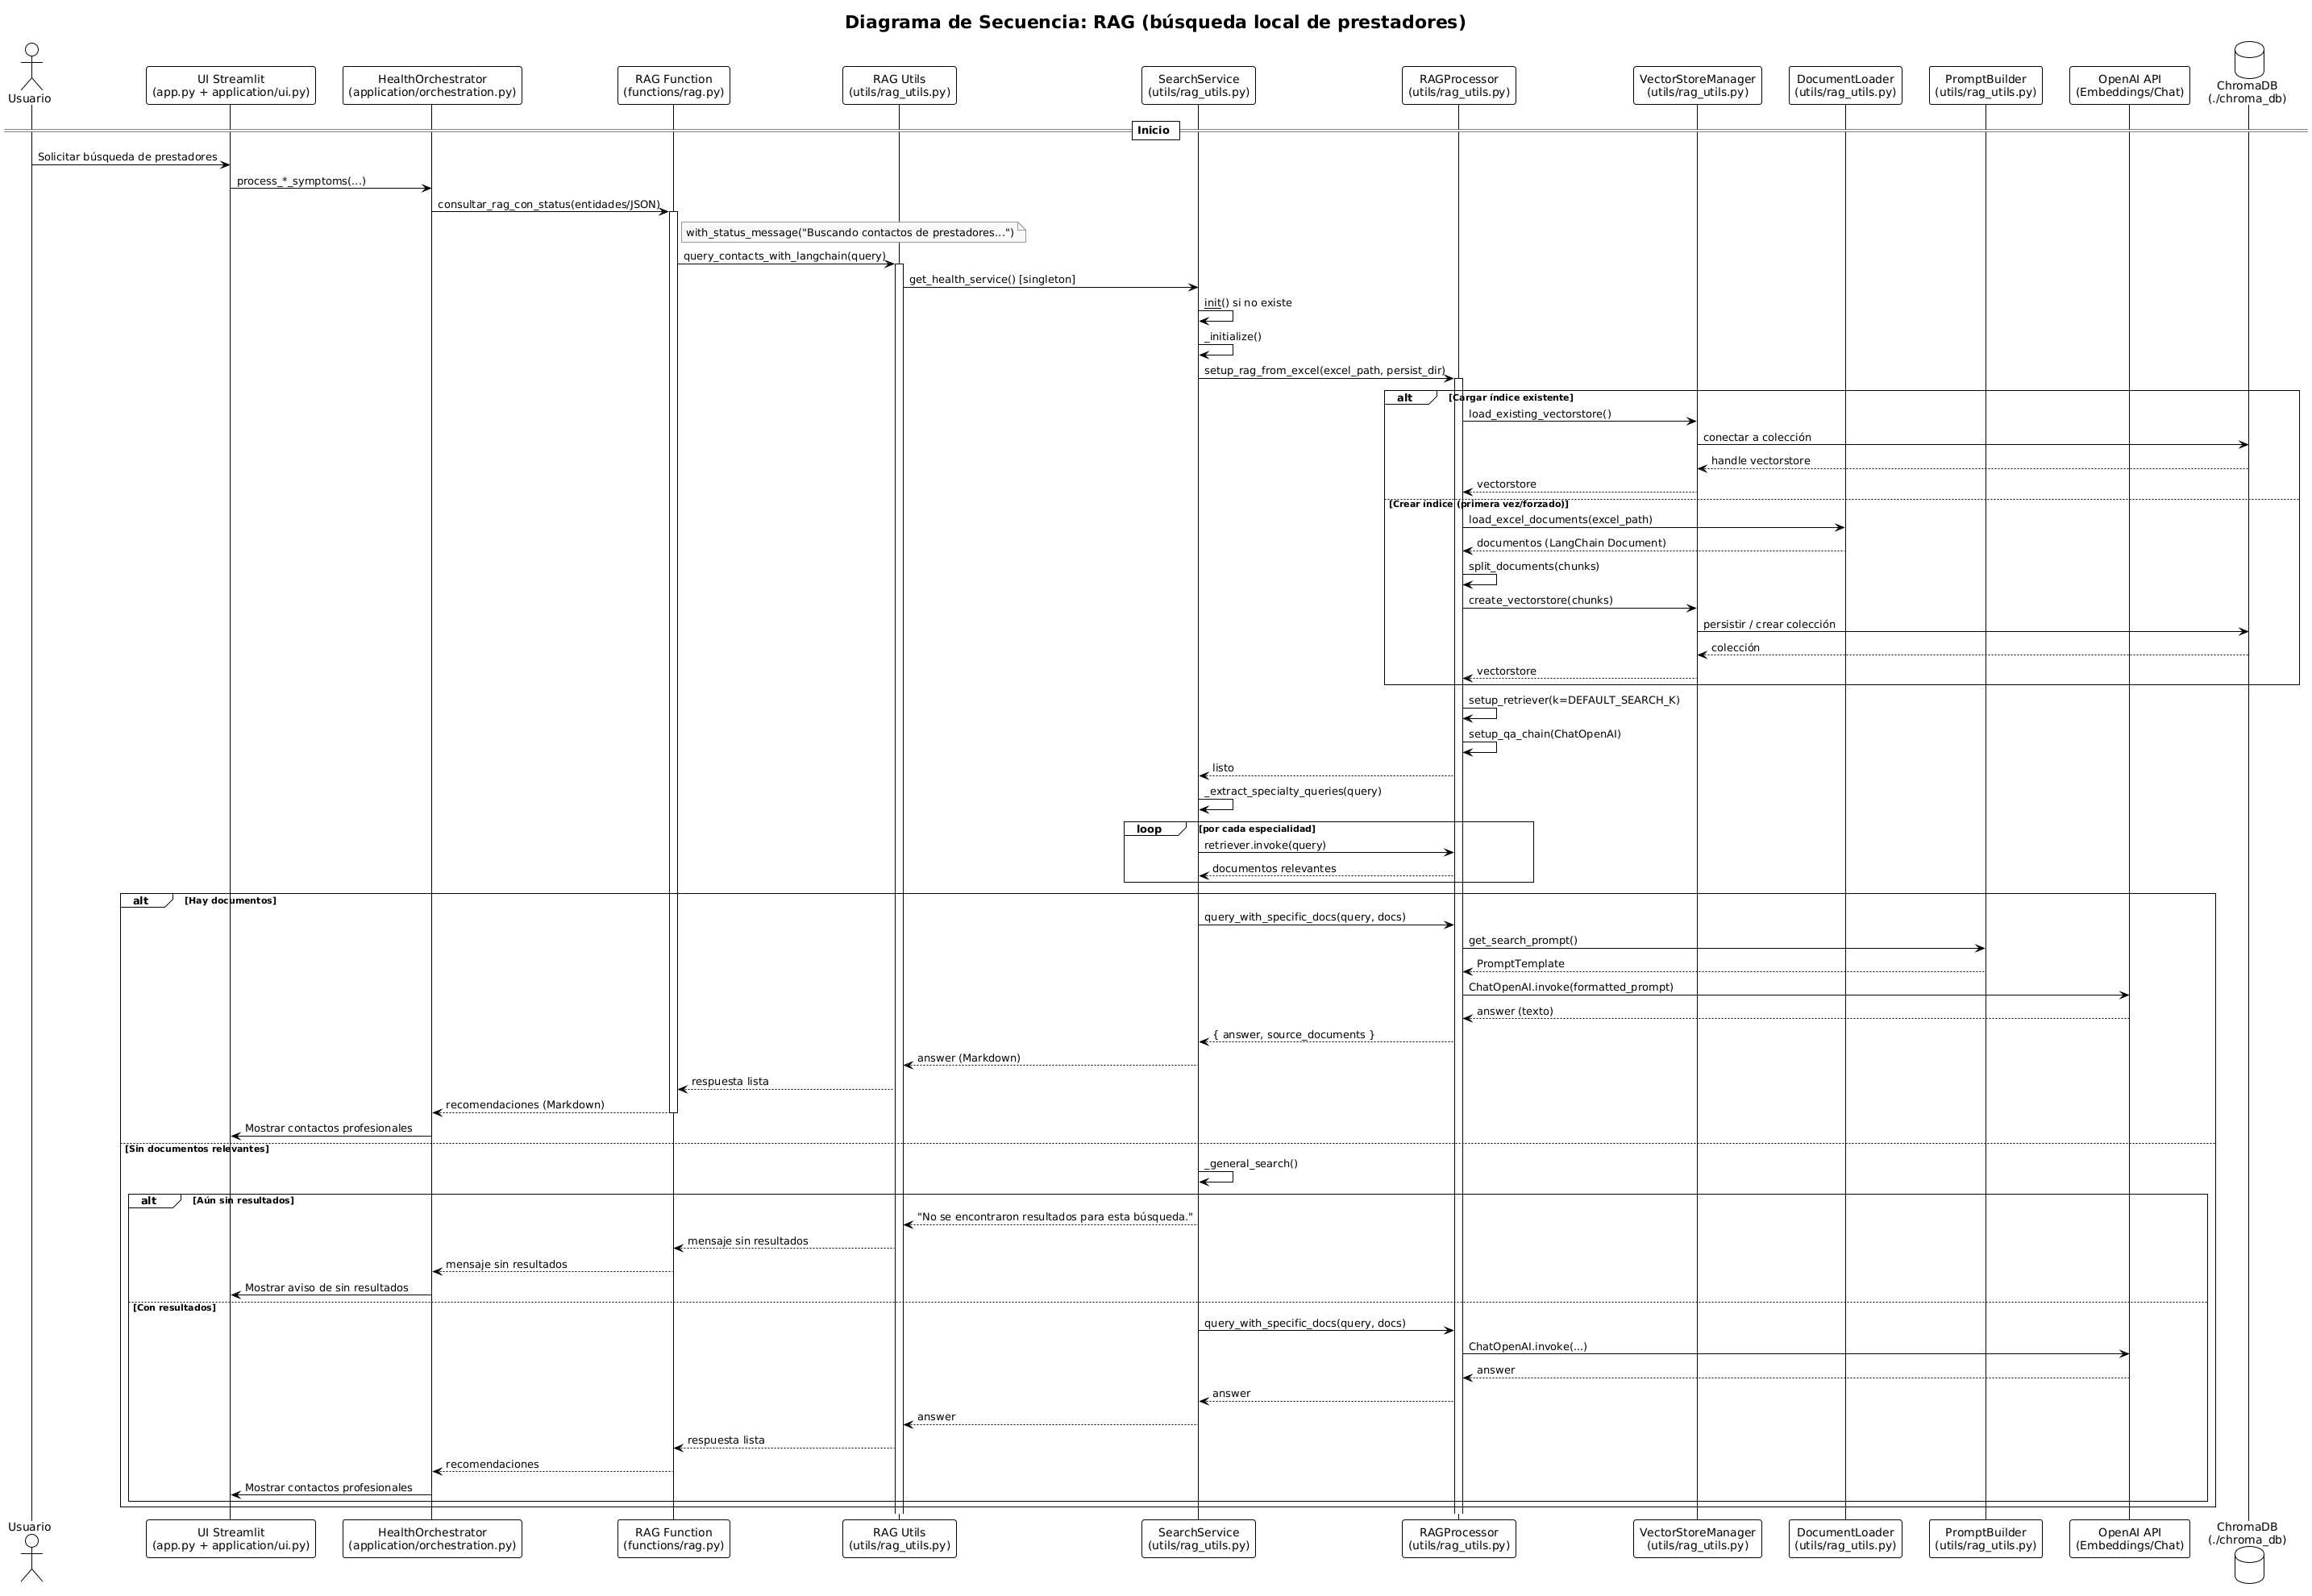 Diagrama de Secuencia: RAG (búsqueda local de prestadores)
Usuario
UI Streamlit
(app.py + application/ui.py)
HealthOrchestrator
(application/orchestration.py)
RAG Function
(functions/rag.py)
RAG Utils
(utils/rag_utils.py)
SearchService
(utils/rag_utils.py)
RAGProcessor
(utils/rag_utils.py)
VectorStoreManager
(utils/rag_utils.py)
DocumentLoader
(utils/rag_utils.py)
PromptBuilder
(utils/rag_utils.py)
OpenAI API
(Embeddings/Chat)
ChromaDB
(./chroma_db)
Inicio
Solicitar búsqueda de prestadores
process_*_symptoms(...)
consultar_rag_con_status(entidades/JSON)
with_status_message("Buscando contactos de prestadores...")
query_contacts_with_langchain(query)
get_health_service() [singleton]
init() si no existe
_initialize()
setup_rag_from_excel(excel_path, persist_dir)
alt [Cargar índice existente]
load_existing_vectorstore()
conectar a colección
handle vectorstore
vectorstore
[Crear índice (primera vez/forzado)]
load_excel_documents(excel_path)
documentos (LangChain Document)
split_documents(chunks)
create_vectorstore(chunks)
persistir / crear colección
colección
vectorstore
setup_retriever(k=DEFAULT_SEARCH_K)
setup_qa_chain(ChatOpenAI)
listo
_extract_specialty_queries(query)
loop [por cada especialidad]
retriever.invoke(query)
documentos relevantes
alt [Hay documentos]
query_with_specific_docs(query, docs)
get_search_prompt()
PromptTemplate
ChatOpenAI.invoke(formatted_prompt)
answer (texto)
{ answer, source_documents }
answer (Markdown)
respuesta lista
recomendaciones (Markdown)
Mostrar contactos profesionales
[Sin documentos relevantes]
_general_search()
alt [Aún sin resultados]
"No se encontraron resultados para esta búsqueda."
mensaje sin resultados
mensaje sin resultados
Mostrar aviso de sin resultados
[Con resultados]
query_with_specific_docs(query, docs)
ChatOpenAI.invoke(...)
answer
answer
answer
respuesta lista
recomendaciones
Mostrar contactos profesionales
Usuario
UI Streamlit
(app.py + application/ui.py)
HealthOrchestrator
(application/orchestration.py)
RAG Function
(functions/rag.py)
RAG Utils
(utils/rag_utils.py)
SearchService
(utils/rag_utils.py)
RAGProcessor
(utils/rag_utils.py)
VectorStoreManager
(utils/rag_utils.py)
DocumentLoader
(utils/rag_utils.py)
PromptBuilder
(utils/rag_utils.py)
OpenAI API
(Embeddings/Chat)
ChromaDB
(./chroma_db)